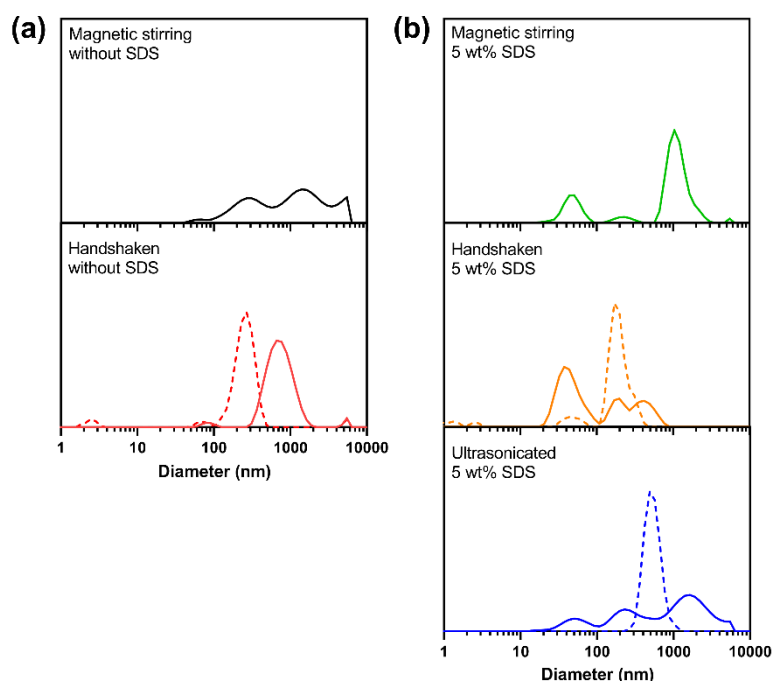 (a)
Magnetic stirring
without SDS
Handshaken
without SDS
1 10 100 1000 10000
Diameter (nm)
(b)
Magnetic stirring
5 wt% SDS
Handshaken
5 wt% SDS
Ultrasonicated
5 wt% SDS
1 10 100 1000 10000
Diameter (nm)